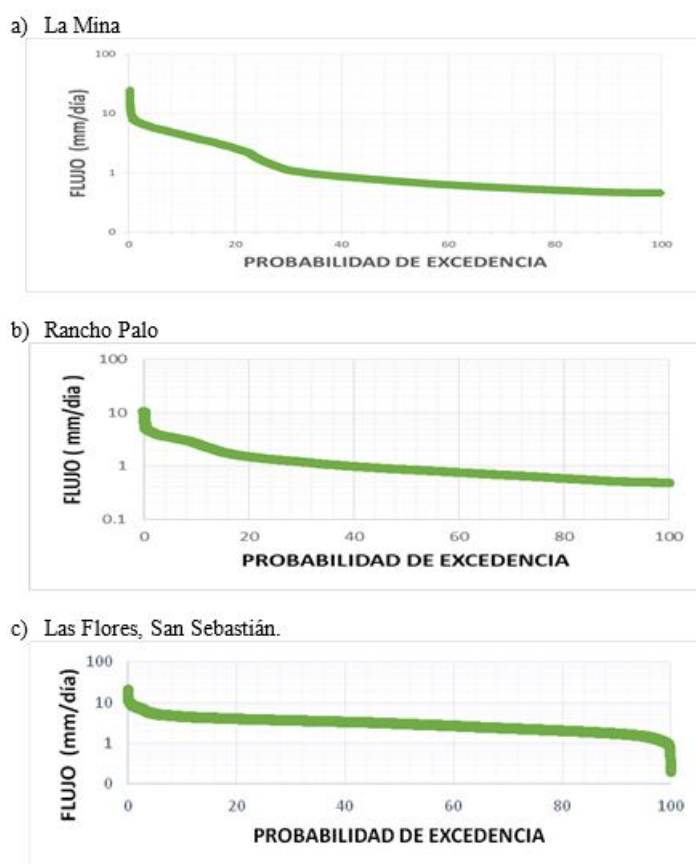 a) La Mina
100
10
1
0
FLUJO (mm/día)
0 20 40 60 80 100
PROBABILIDAD DE EXCEDENCIA
b) Rancho Palo
100
10
1
0.1
FLUJO ( mm/dia )
0 20 40 60 80 100
PROBABILIDAD DE EXCEDENCIA
c) Las Flores, San Sebastián.
100
10
1
0
FLUJO (mm/día)
0 20 40 60 80 100
PROBABILIDAD DE EXCEDENCIA